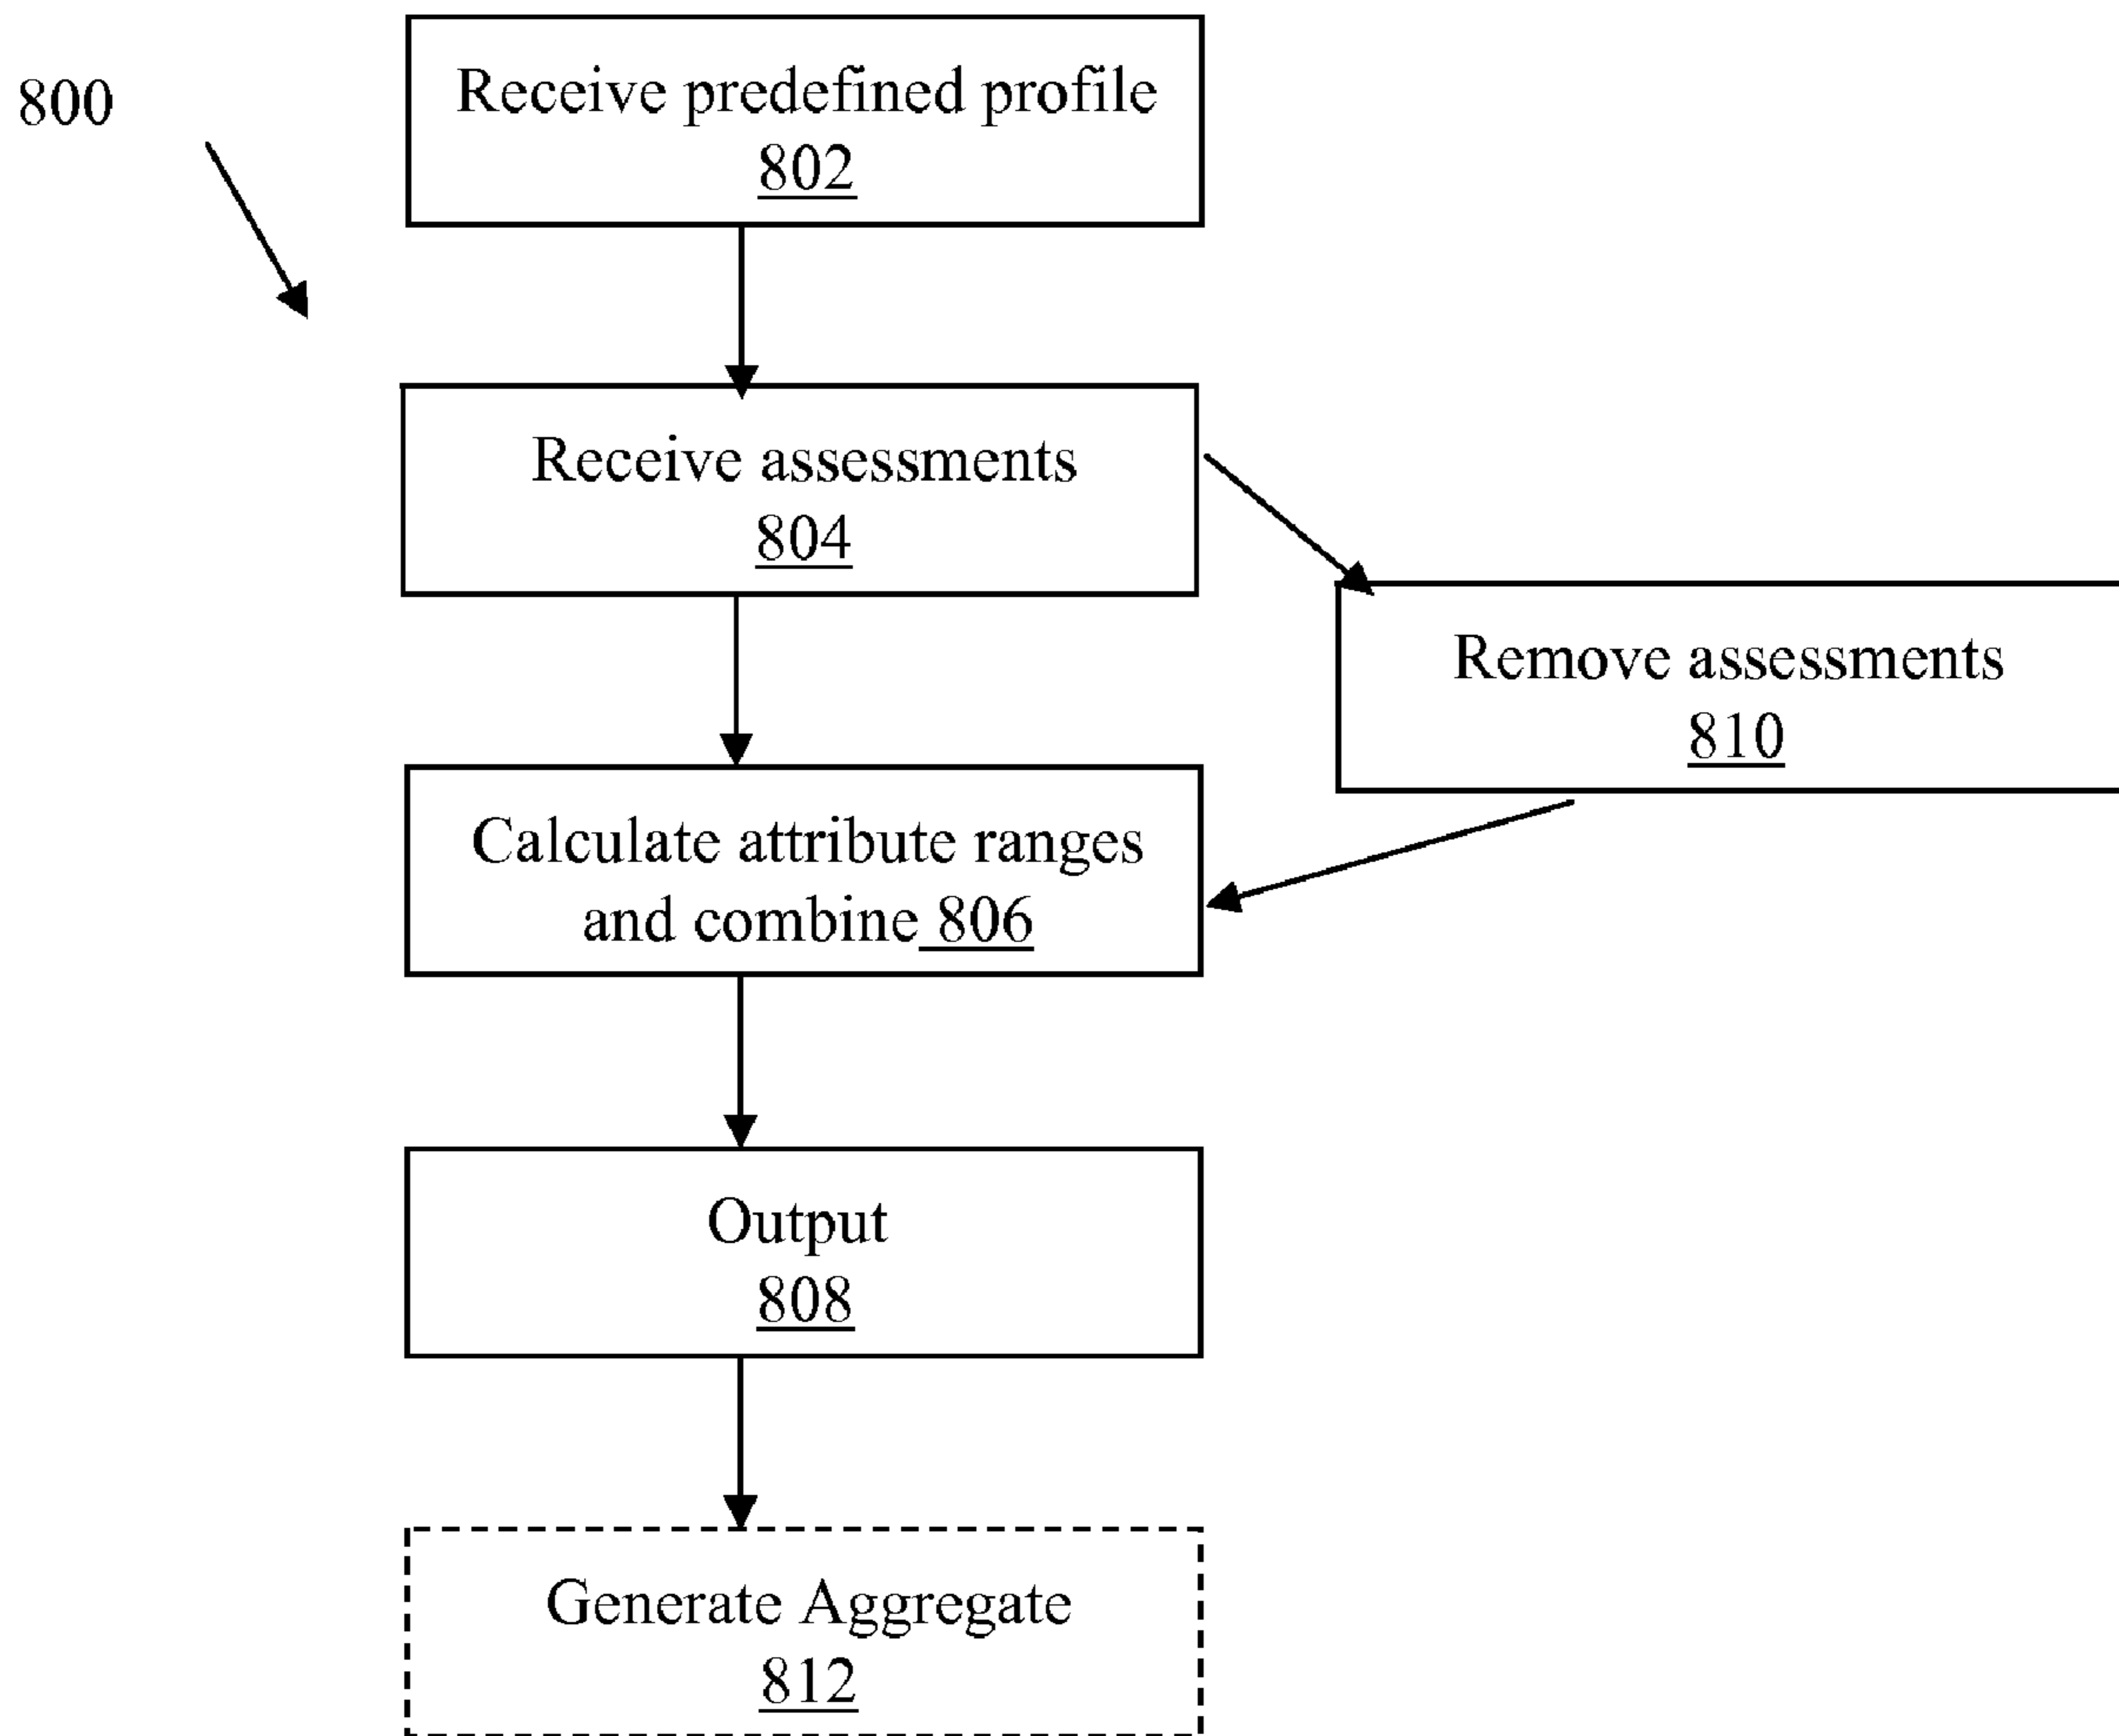 800
Receive predefined profile
802
Receive assessments
804
Remove assessments
810
Calculate attribute ranges
and combine 806
Output
808
Generate Aggregate
812